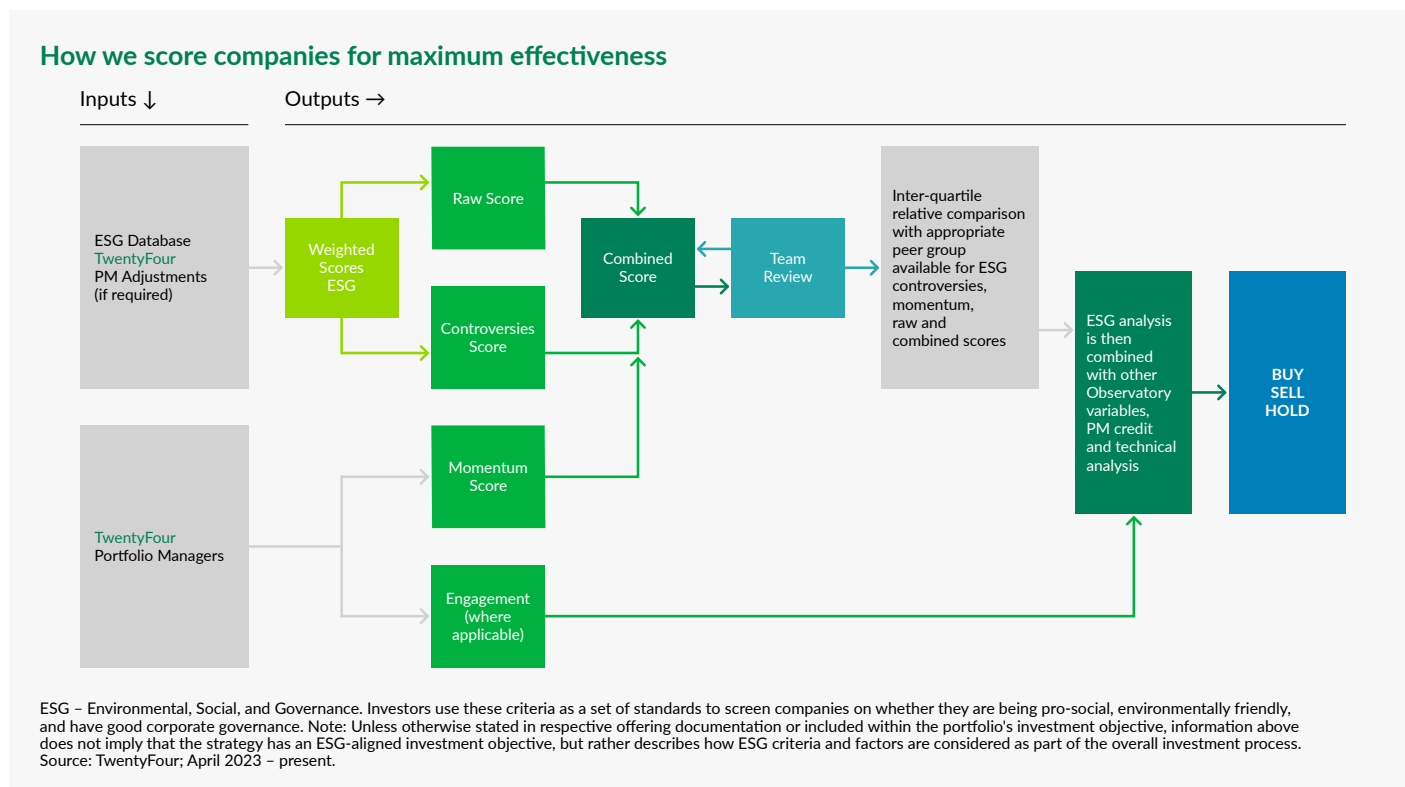 How we score companies for maximum effectiveness
Inputs ↓
Outputs →
ESG Database
TwentyFour
PM Adjustments
(if required)
Weighted
Scores
ESG
Raw Score
Controversies
Score
Combined
Score
Team
Review
Inter-quartile
relative comparison
with appropriate
peer group
available for ESG
controversies,
momentum,
raw and
combined scores
ESG analysis
is then
combined
with other
Observatory
variables,
PM credit
and technical
analysis
BUY
SELL
HOLD
TwentyFour
Portfolio Managers
Momentum
Score
Engagement
(where
applicable)
ESG – Environmental, Social, and Governance. Investors use these criteria as a set of standards to screen companies on whether they are being pro-social, environmentally friendly,
and have good corporate governance. Note: Unless otherwise stated in respective offering documentation or included within the portfolio's investment objective, information above
does not imply that the strategy has an ESG-aligned investment objective, but rather describes how ESG criteria and factors are considered as part of the overall investment process.
Source: TwentyFour; April 2023 – present.